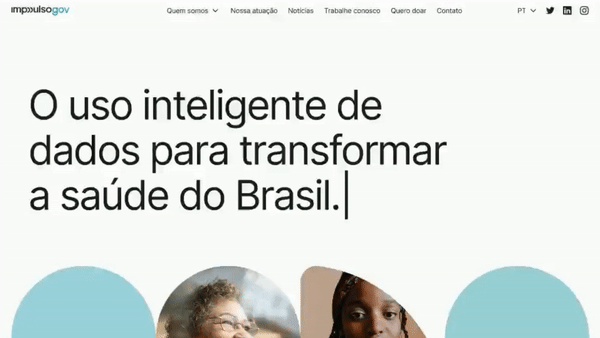 impulsogov
Quem somos Nossa atuação Notícias Trabalhe conosco Quero doar Contato PT
O uso inteligente de
dados para transformar
a saúde do Brasil.